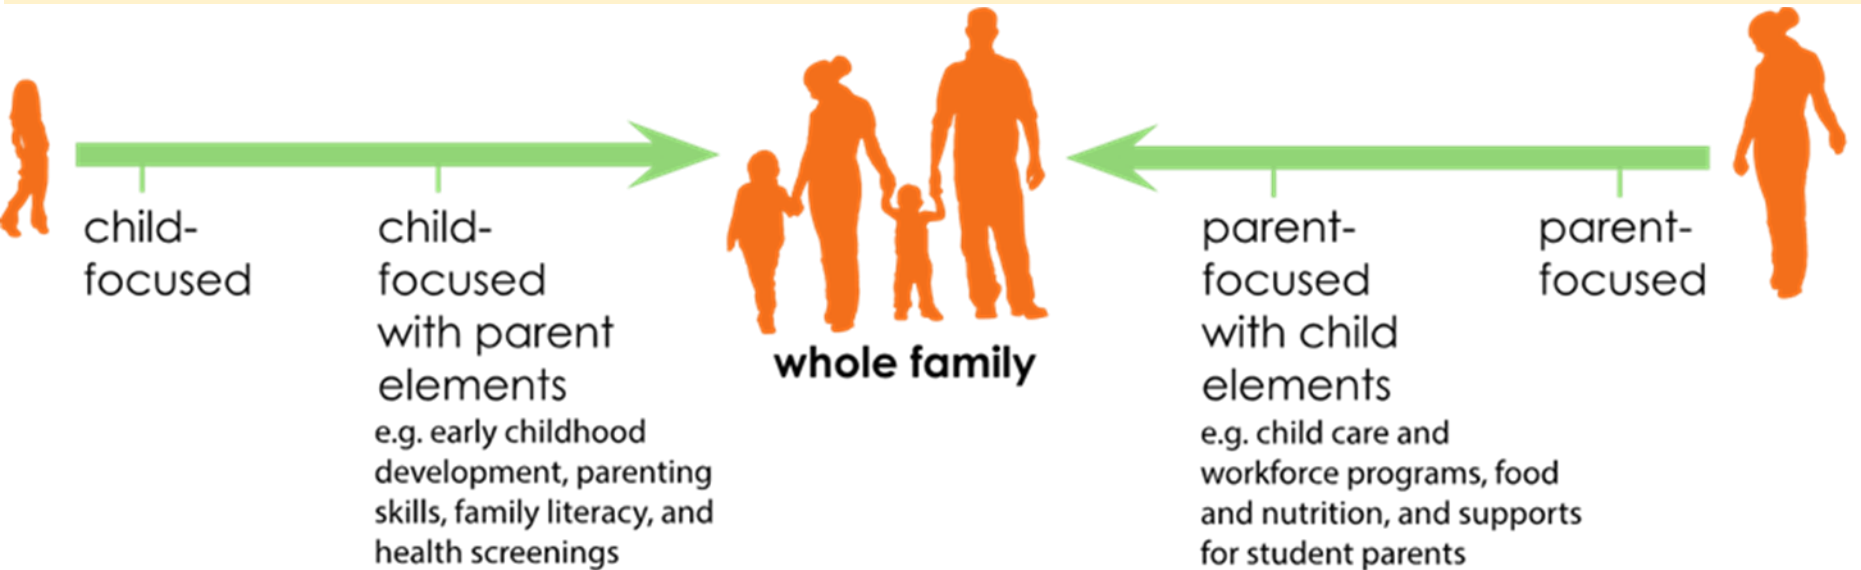 child-
focused
child-
focused
with parent
elements
e.g. early childhood
development, parenting
skills, family literacy, and
health screenings
whole family
parent-
focused
with child
elements
e.g. child care and
workforce programs, food
and nutrition, and supports
for student parents
parent-
focused